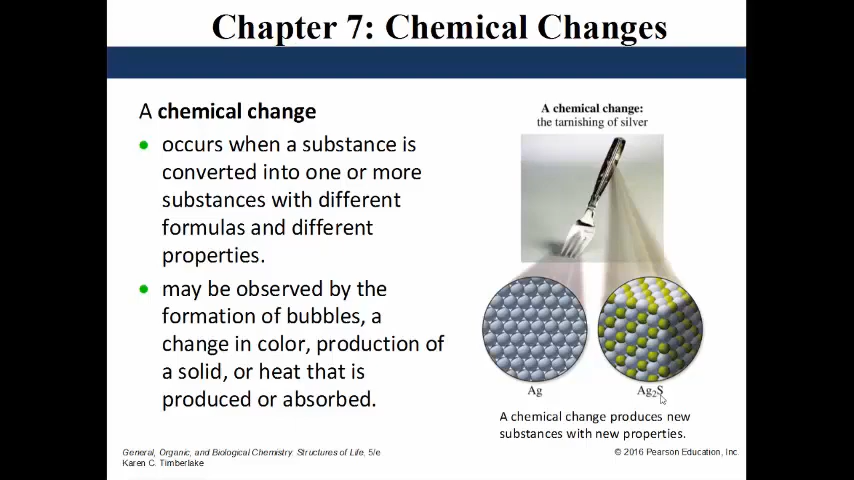 Chapter 7: Chemical Changes
A chemical change
occurs when a substance is
converted into one or more
substances with different
formulas and different
properties.
may be observed by the
formation of bubbles, a
change in color, production of
a solid, or heat that is
produced or absorbed.
A chemical change:
the tarnishing of silver
Ag
Ag₂S
A chemical change produces new
substances with new properties.
General, Organic, and Biological Chemistry: Structures of Life, 5/e
Karen C. Timberlake
© 2016 Pearson Education, Inc.